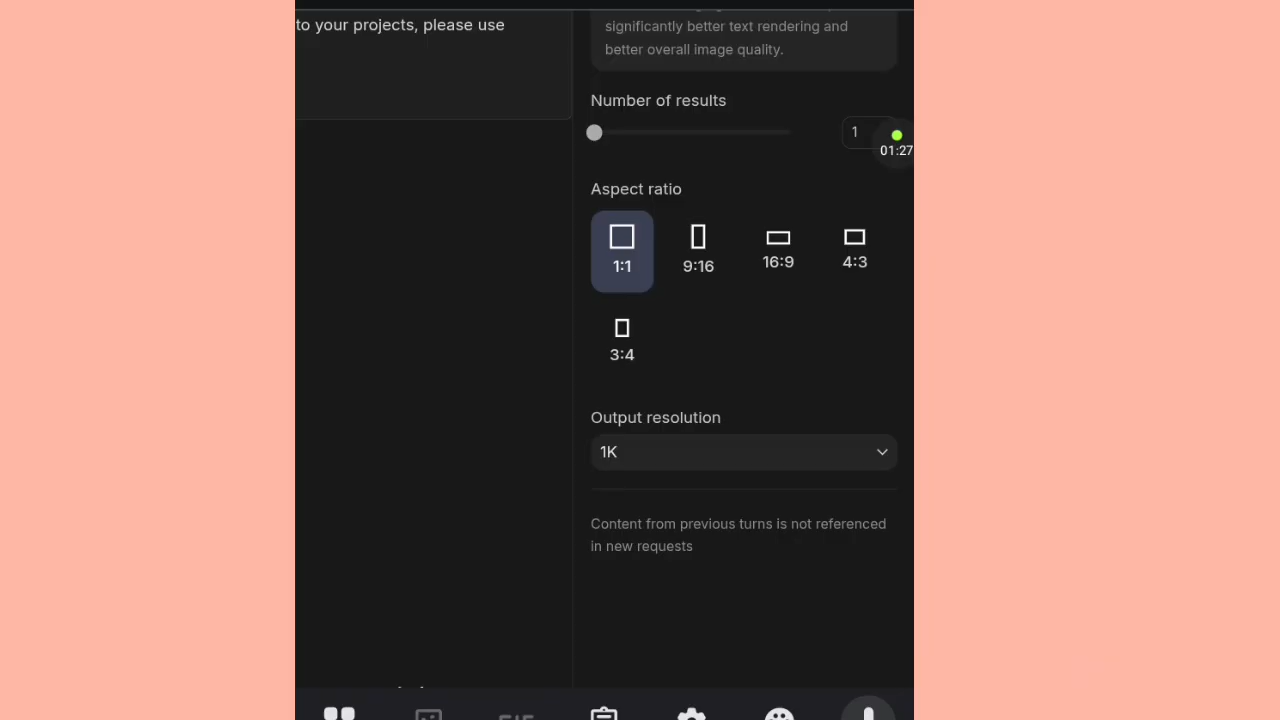 to your projects, please use
significantly better text rendering and
better overall image quality.
Number of results
1
01:27
Aspect ratio
1:1
9:16
16:9
4:3
3:4
Output resolution
1K
Content from previous turns is not referenced
in new requests